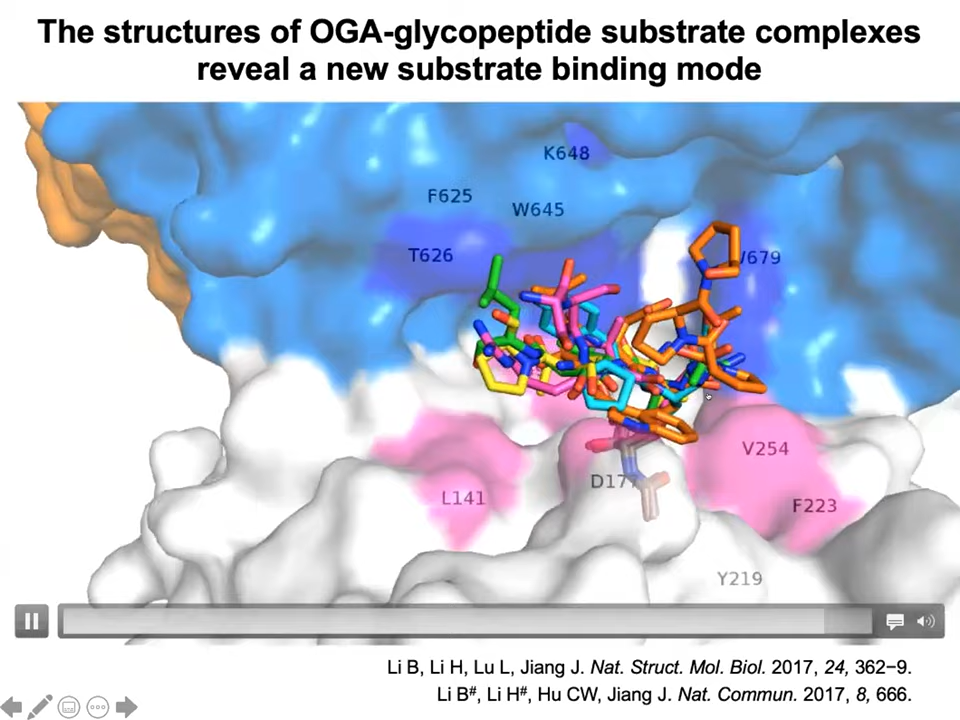 The structures of OGA-glycopeptide substrate complexes
reveal a new substrate binding mode
K648
F625
W645
T626
V254
L141
D177
F223
Y219
Li B, Li H, Lu L, Jiang J. Nat. Struct. Mol. Biol. 2017, 24, 362−9.
Li B#, Li H#, Hu CW, Jiang J. Nat. Commun. 2017, 8, 666.